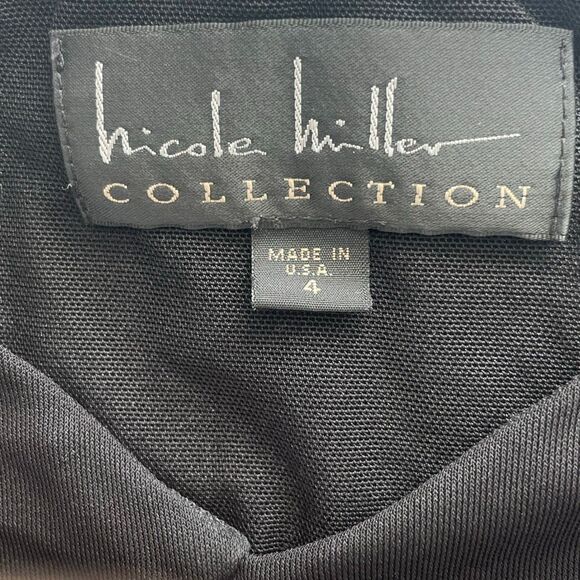 nicole miller
COLLECTION
MADE IN
U.S.A.
4